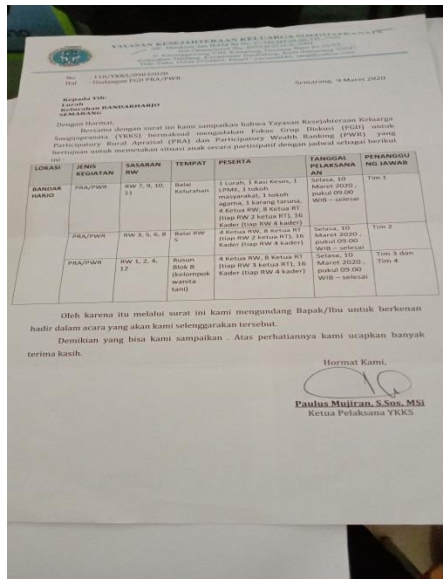 YAYASAN KESEJAHTERAAN KELUARGA SOEGIJAPRANATA
No : 110/YKKS/
Hal : Undangan FGD PRA/PWR
Semarang, 9 Maret 2020
Kepada Yth:
Lurah
Kelurahan BANDARHARJO
SEMARANG
Dengan Hormat,
Bersama dengan surat ini kami sampaikan bahwa Yayasan Kesejahteraan Keluarga
Soegijapranata (YKKS) bermaksud mengadakan Fokus Grup Diskusi (FGD) untuk
Participatory Rural Apraisal (PRA) dan Participatory Wealth Ranking (PWR) yang
bertujuan untuk memetakan situasi anak secara partisipatif dengan jadwal sebagai berikut
ini :
LOKASI JENIS KEGIATAN SASARAN RW TEMPAT PESERTA TANGGAL PELAKSANAAN PENANGGUNG JAWAB
BANDAR HARJO PRA/PWR RW 7, 9, 10, 11 Balai Kelurahan 1 Lurah, 1 Kasi Kesos, 1 LPMK, 1 tokoh masyarakat, 1 tokoh agama, 1 karang taruna, 4 Ketua RW, 8 Ketua RT (tiap RW 2 ketua RT), 16 Kader (tiap RW 4 kader) Selasa, 10 Maret 2020 , pukul 09.00 WIB – selesai Tim 1
PRA/PWR RW 3, 5, 6, 8 Balai RW 5 4 Ketua RW, 8 Ketua RT (tiap RW 2 ketua RT), 16 Kader (tiap RW 4 kader) Selasa, 10 Maret 2020 , pukul 09.00 WIB – selesai Tim 2
PRA/PWR RW 1, 2, 4, 12 Rusun Blok B (kelompok wanita tani) 4 Ketua RW, 8 Ketua RT (tiap RW 3 ketua RT), 16 Kader (tiap RW 4 kader) Selasa, 10 Maret 2020 , pukul 09.00 WIB – selesai Tim 3 dan Tim 4
Oleh karena itu melalui surat ini kami mengundang Bapak/Ibu untuk berkenan
hadir dalam acara yang akan kami selenggarakan tersebut.
Demikian yang bisa kami sampaikan . Atas perhatiannya kami ucapkan banyak
terima kasih.
Hormat Kami,
Paulus Mujiran, S.Sos, MSi
Ketua Pelaksana YKKS